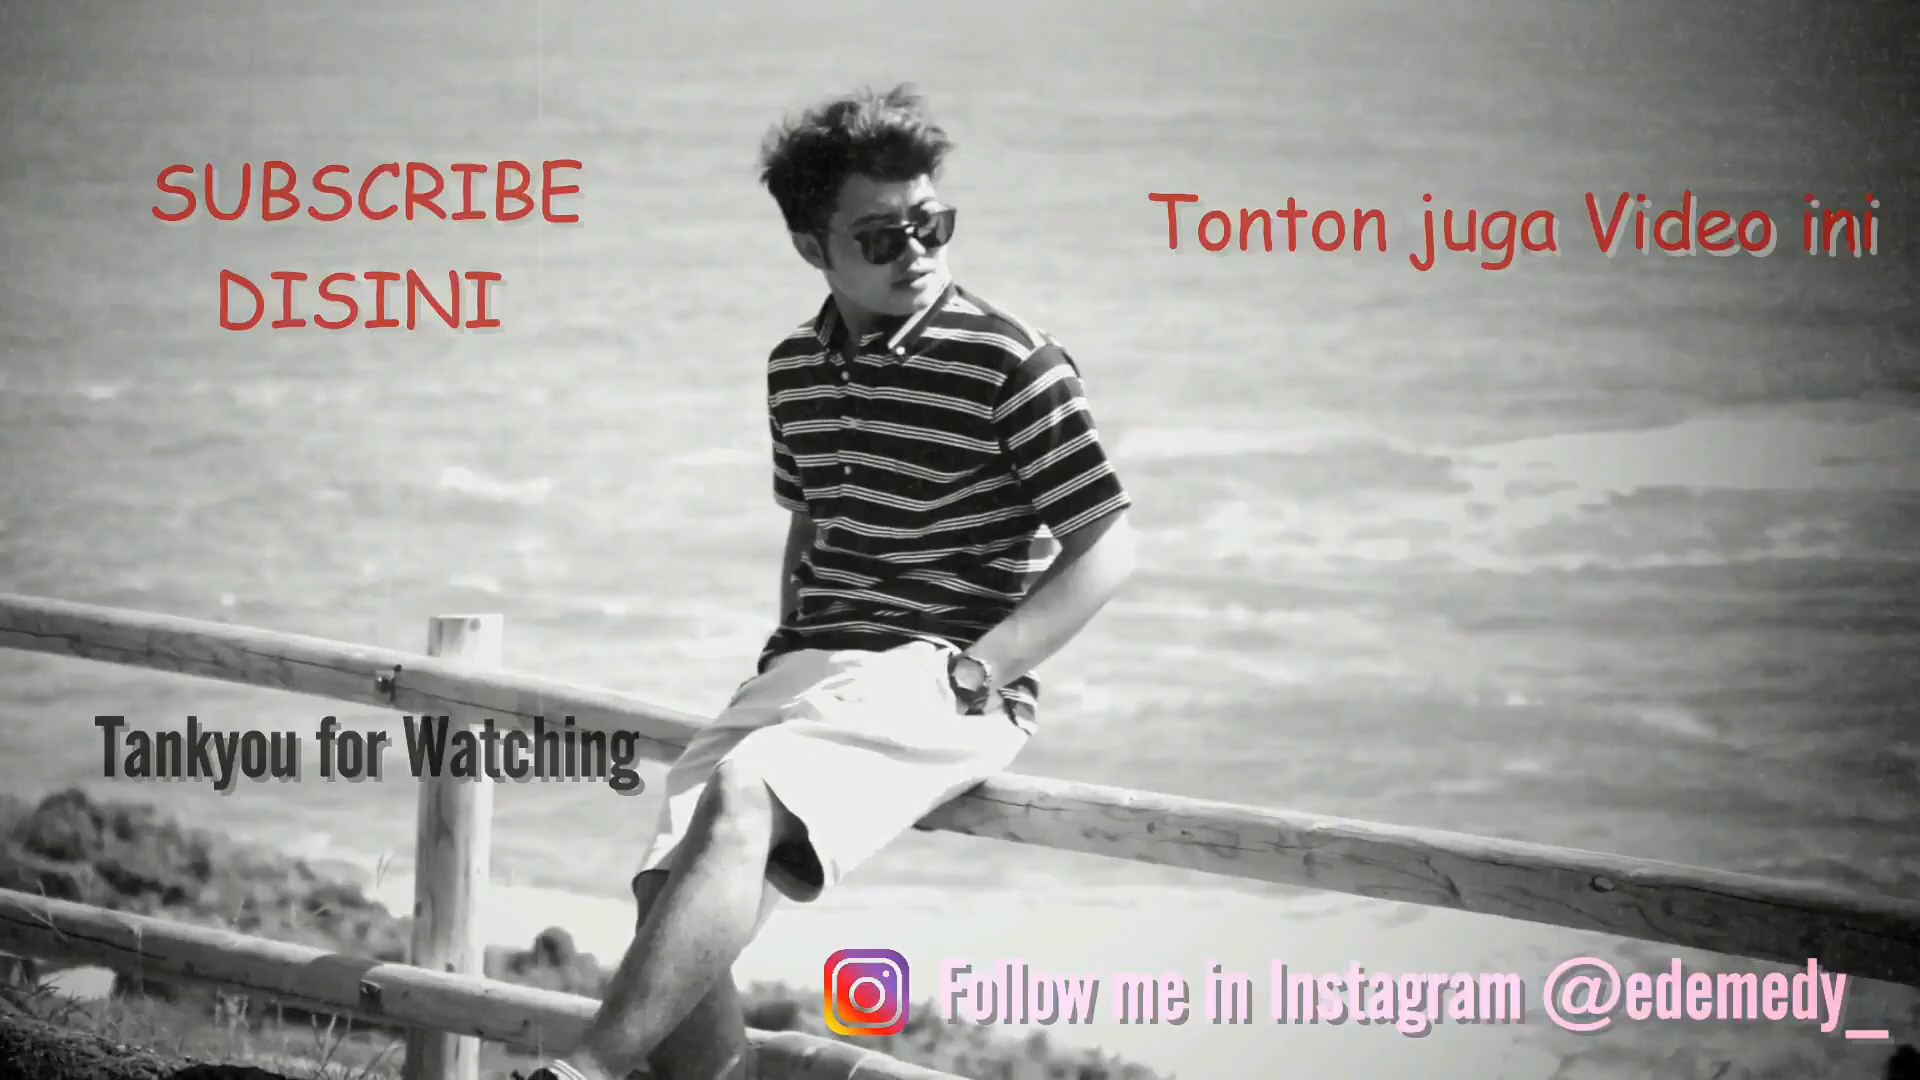 SUBSCRIBE
DISINI
Tonton juga Video ini
Tankyou for Watching
Follow me in Instagram @edemedy_